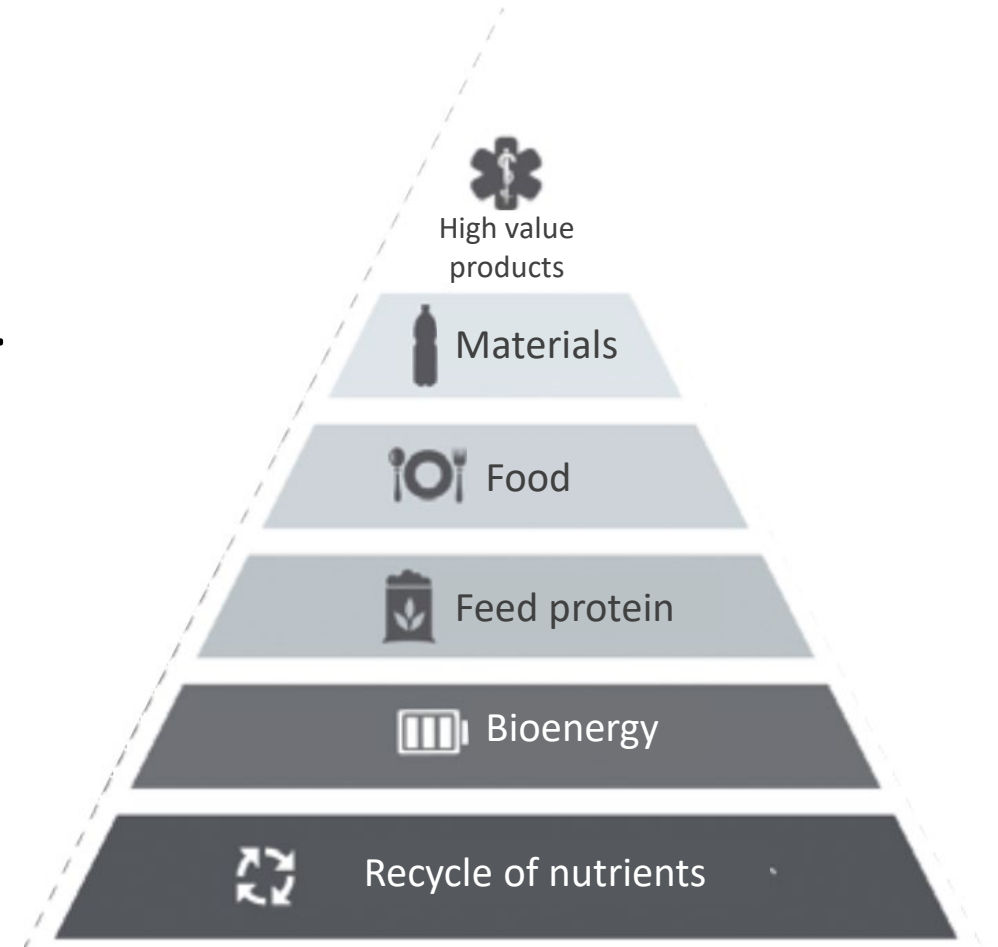 High value
products
Materials
Food
Feed protein
Bioenergy
Recycle of nutrients